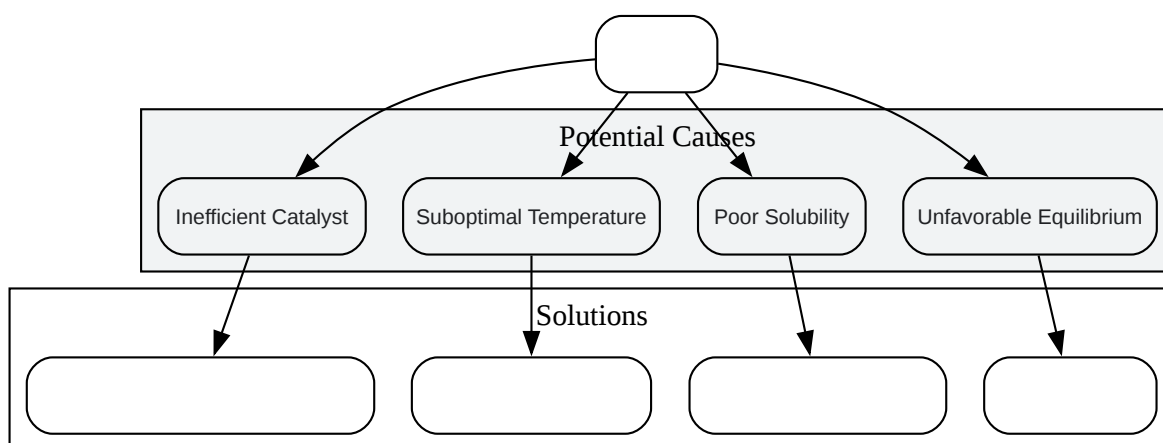 Potential Causes
Inefficient Catalyst
Suboptimal Temperature
Poor Solubility
Unfavorable Equilibrium
Solutions